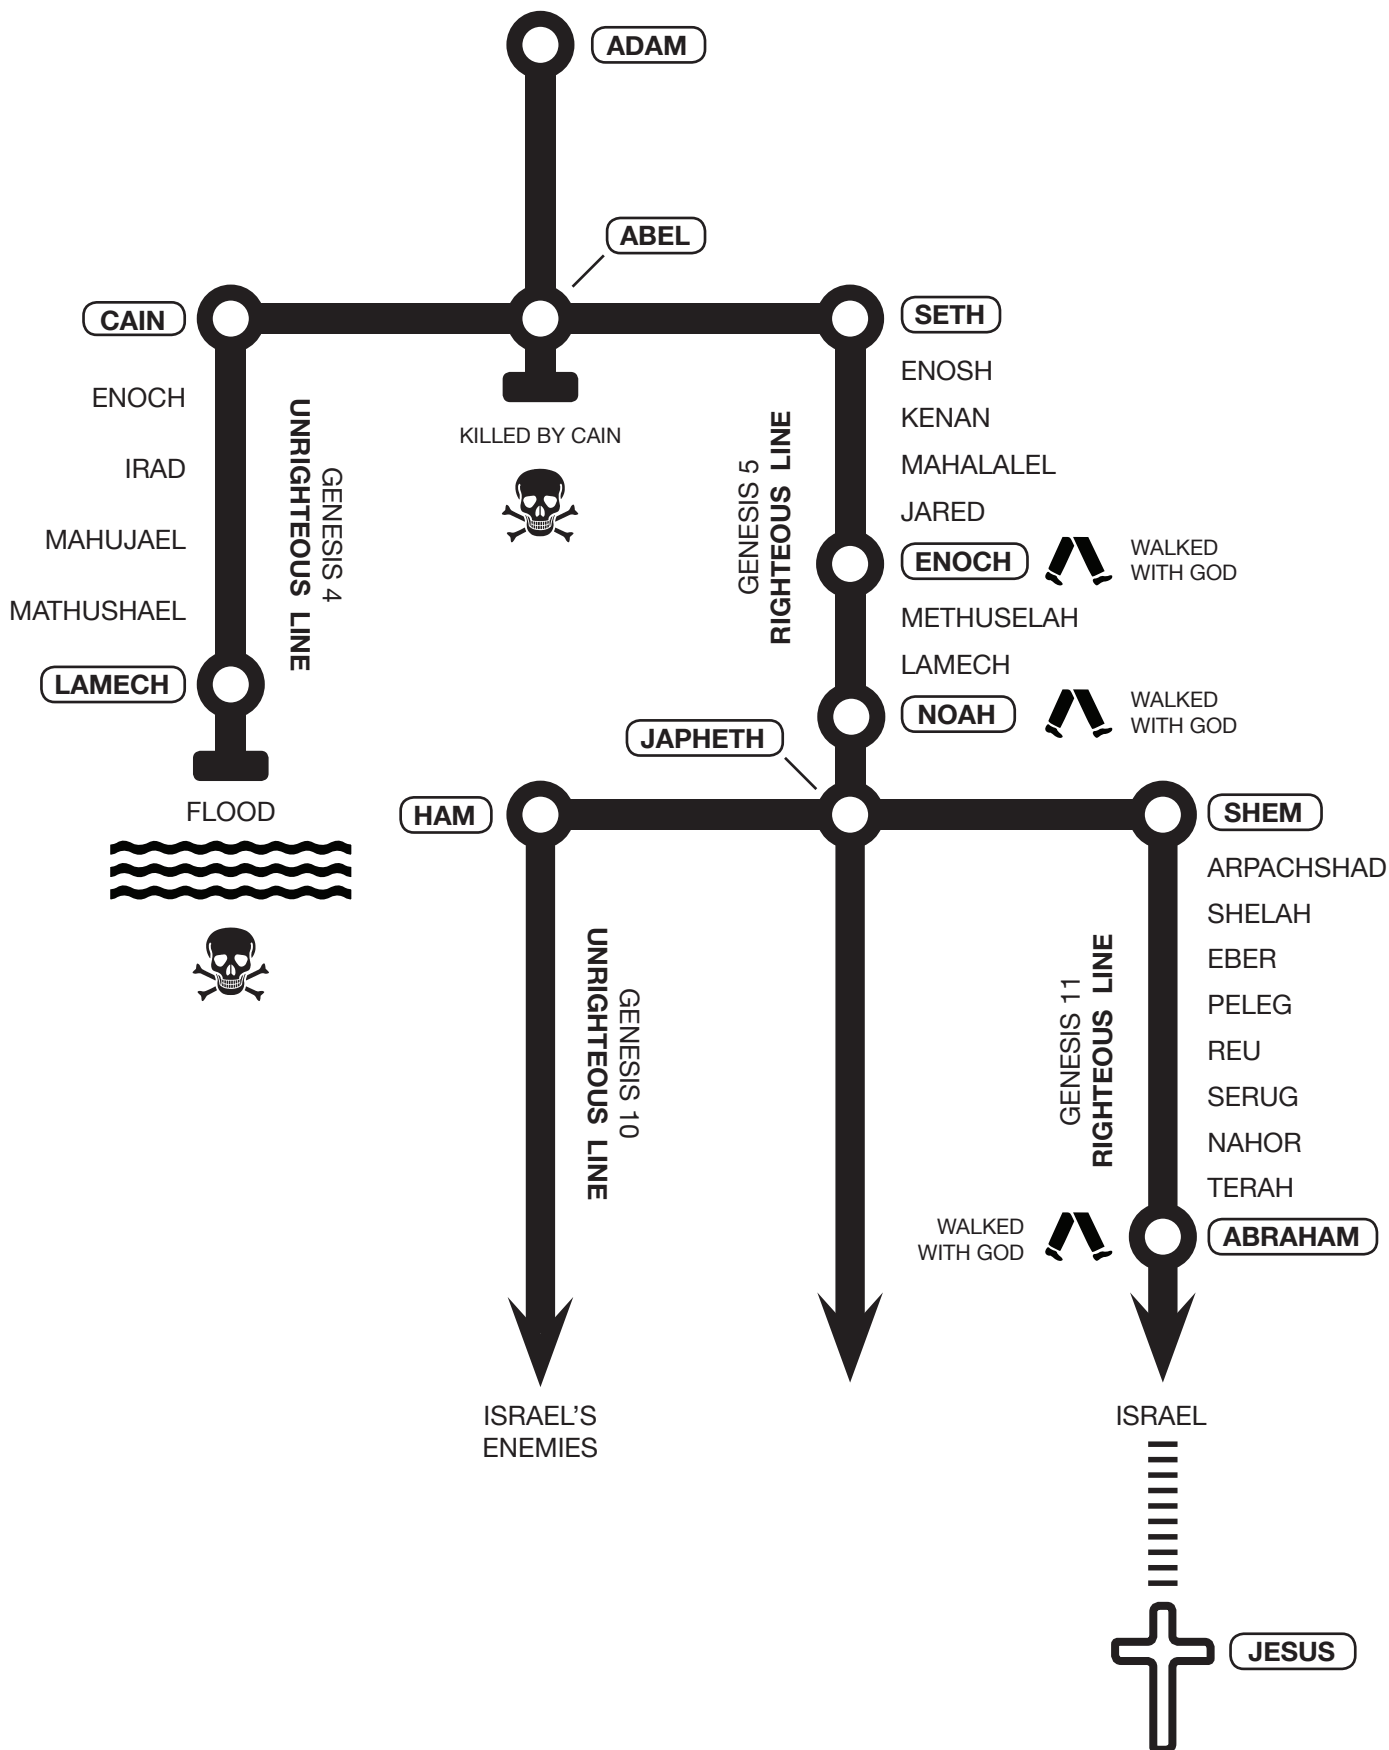 ADAM
ABEL
CAIN
ENOCH
IRAD
MAHUJAEL
MATHUSHAEL
LAMECH
GENESIS 4
UNRIGHTEOUS LINE
FLOOD
KILLED BY CAIN
SETH
ENOSH
KENAN
MAHALALEL
JARED
ENOCH
WALKED
WITH GOD
METHUSELAH
LAMECH
NOAH
WALKED
WITH GOD
GENESIS 5
RIGHTEOUS LINE
JAPHETH
HAM
GENESIS 10
UNRIGHTEOUS LINE
ISRAEL’S
ENEMIES
SHEM
ARPACHSHAD
SHELAH
EBER
PELEG
REU
SERUG
NAHOR
TERAH
ABRAHAM
WALKED
WITH GOD
GENESIS 11
RIGHTEOUS LINE
ISRAEL
JESUS